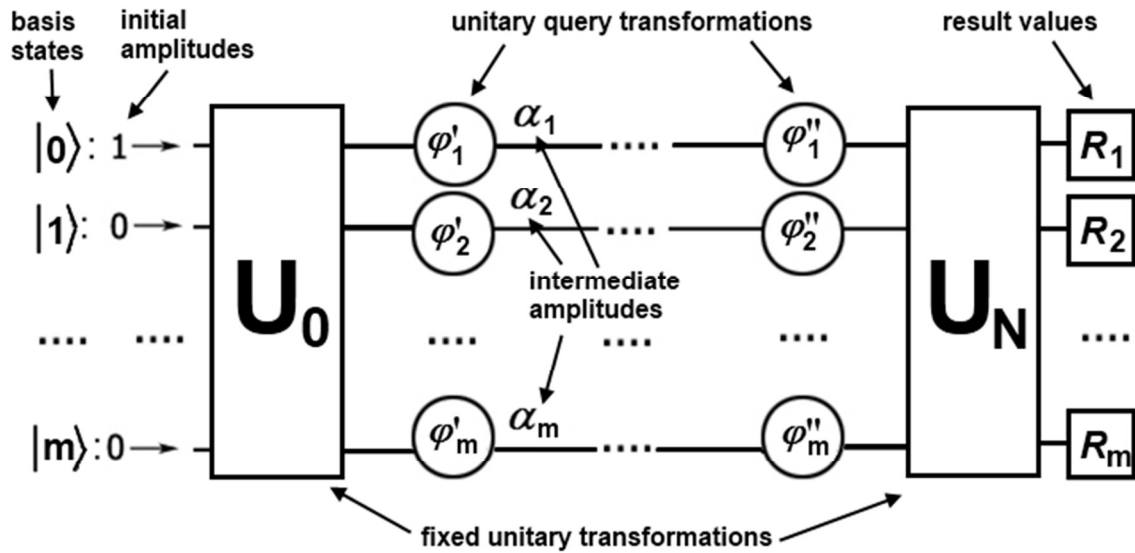 basis states
initial amplitudes
unitary query transformations
result values
|0⟩: 1
φ'₁
α₁
....
φ''₁
R₁
|1⟩: 0
φ'₂
α₂
....
φ''₂
R₂
U₀
intermediate amplitudes
U_N
.... .... .... .... .... ....
|m⟩: 0
φ'ₘ
αₘ
....
φ''ₘ
Rₘ
fixed unitary transformations